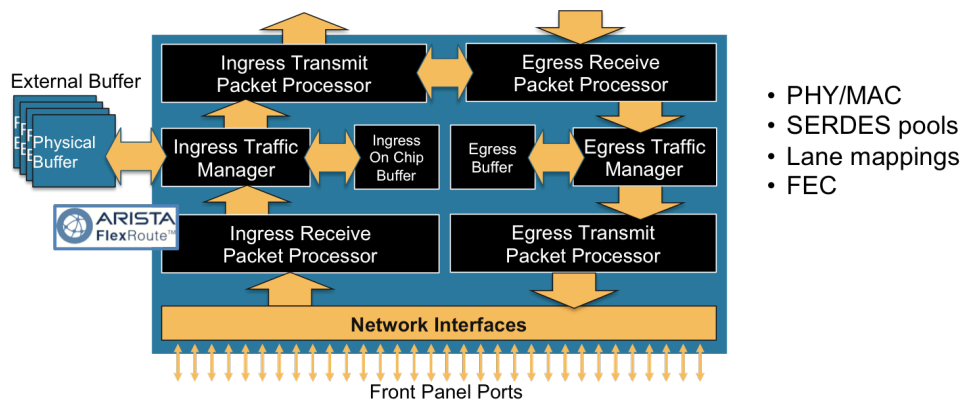 Ingress Transmit
Packet Processor
Egress Receive
Packet Processor
External Buffer
Physical
Buffer
Ingress Traffic
Manager
Ingress
On Chip
Buffer
Egress
Buffer
Egress Traffic
Manager
ARISTA
FlexRoute™
Ingress Receive
Packet Processor
Egress Transmit
Packet Processor
Network Interfaces
Front Panel Ports
• PHY/MAC
• SERDES pools
• Lane mappings
• FEC